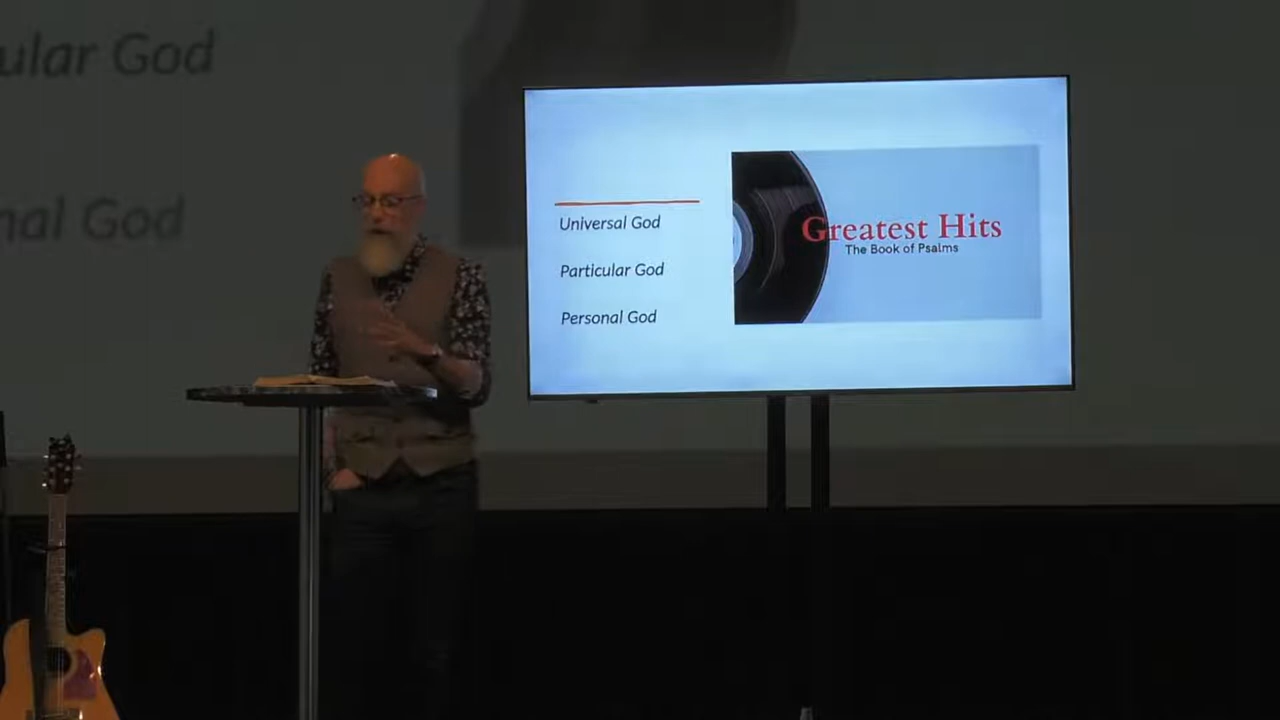 ular God
nal God
Universal God
Particular God
Personal God
Greatest Hits
The Book of Psalms